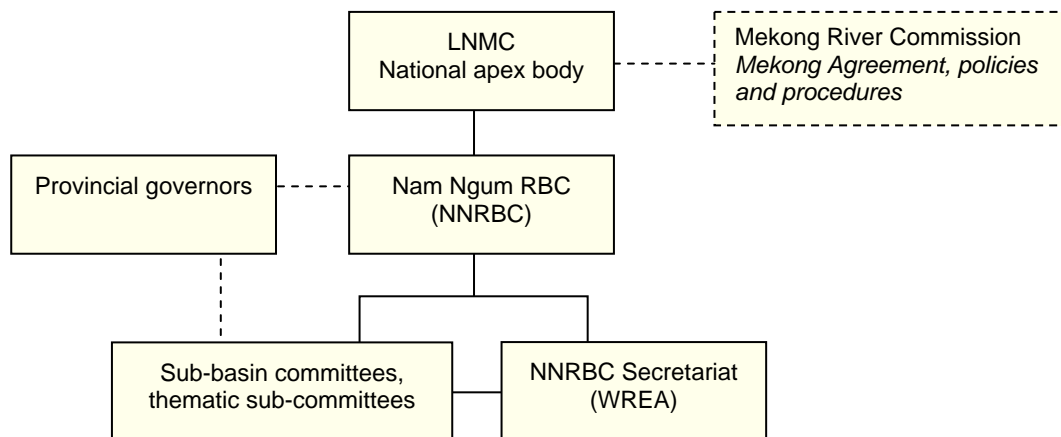 LNMC
National apex body
Mekong River Commission
Mekong Agreement, policies
and procedures
Provincial governors
Nam Ngum RBC
(NNRBC)
Sub-basin committees,
thematic sub-committees
NNRBC Secretariat
(WREA)